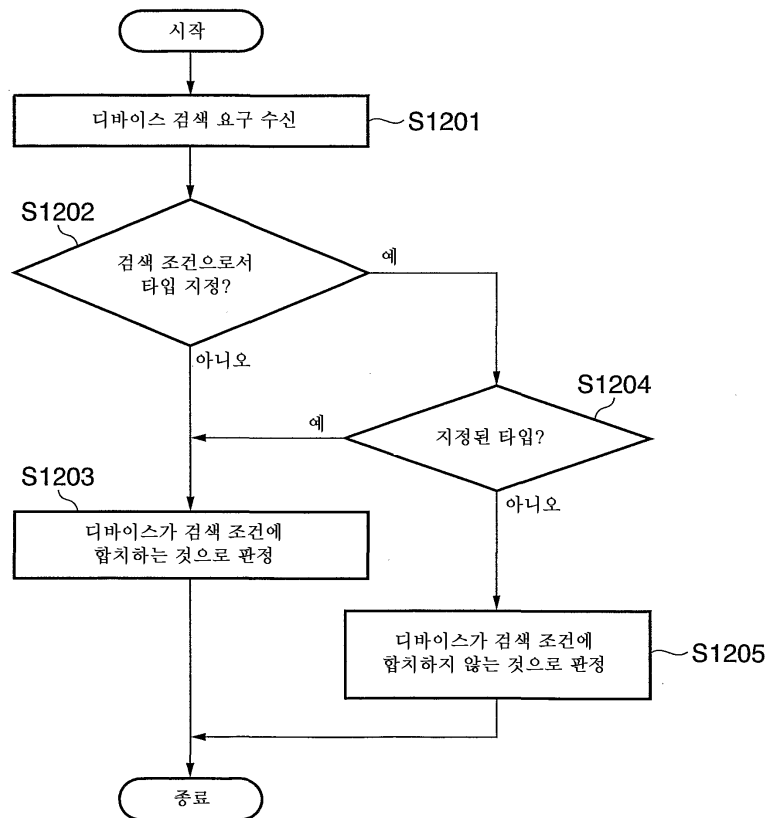 시작
디바이스 검색 요구 수신
S1201
S1202
검색 조건으로서
타입 지정?
예
아니오
S1204
지정된 타입?
예
아니오
S1203
디바이스가 검색 조건에
합치하는 것으로 판정
디바이스가 검색 조건에
합치하지 않는 것으로 판정
S1205
종료